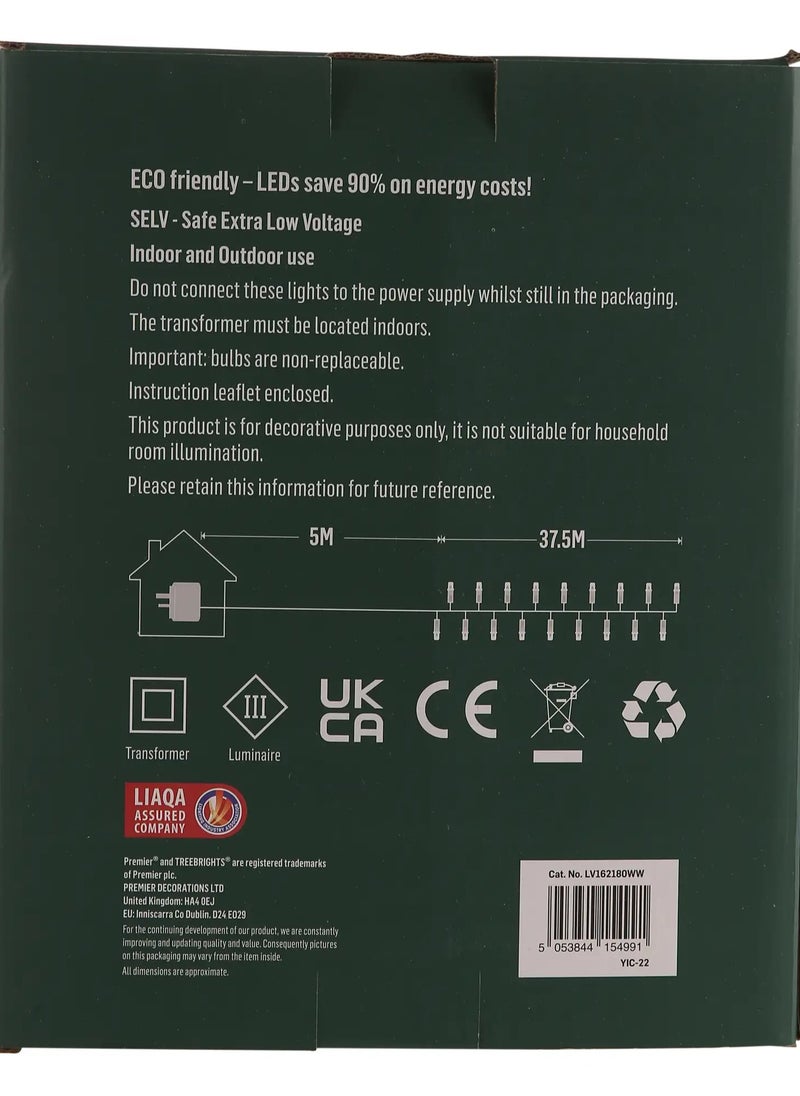 ECO friendly – LEDs save 90% on energy costs!
SELV - Safe Extra Low Voltage
Indoor and Outdoor use
Do not connect these lights to the power supply whilst still in the packaging.
The transformer must be located indoors.
Important: bulbs are non-replaceable.
Instruction leaflet enclosed.
This product is for decorative purposes only, it is not suitable for household
room illumination.
Please retain this information for future reference.
5M
37.5M
III
UK
CA
CE
Transformer
Luminaire
LIAQA
ASSURED
COMPANY
Premier® and TREEBRIGHTS® are registered trademarks
of Premier plc.
PREMIER DECORATIONS LTD
United Kingdom: HA4 0EJ
EU: Inniscarra Co Dublin. D24 E029
For the continuing development of our product, we are constantly
improving and updating quality and value. Consequently pictures
on this packaging may vary from the item inside.
All dimensions are approximate.
Cat. No. LV162180WW
5 053844 154991
YIC-22